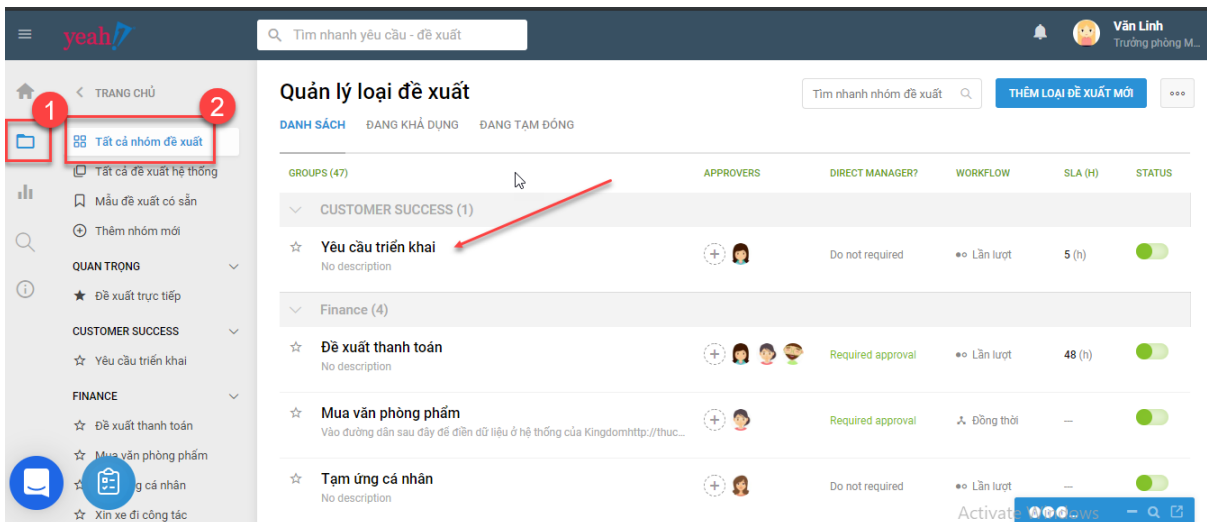 yeah!
Tìm nhanh yêu cầu - đề xuất
Văn Linh
Trưởng phòng M...
1
2
TRANG CHỦ
Tất cả nhóm đề xuất
Tất cả đề xuất hệ thống
Mẫu đề xuất có sẵn
Thêm nhóm mới
QUAN TRỌNG
Đề xuất trực tiếp
CUSTOMER SUCCESS
Yêu cầu triển khai
FINANCE
Đề xuất thanh toán
Mua văn phòng phẩm
cá nhân
Xin xe đi công tác
Quản lý loại đề xuất
Tìm nhanh nhóm đề xuất
THÊM LOẠI ĐỀ XUẤT MỚI
DANH SÁCH ĐANG KHẢ DỤNG ĐANG TẠM ĐÓNG
GROUPS (47) APPROVERS DIRECT MANAGER? WORKFLOW SLA (H) STATUS
CUSTOMER SUCCESS (1)
Yêu cầu triển khai
No description
Do not required Lần lượt 5 (h)
Finance (4)
Đề xuất thanh toán
No description
Required approval Lần lượt 48 (h)
Mua văn phòng phẩm
Vào đường dẫn sau đây để điền dữ liệu ở hệ thống của Kingdomhttp://thuc...
Required approval Đồng thời —
Tạm ứng cá nhân
No description
Do not required Lần lượt —
Activate Windows